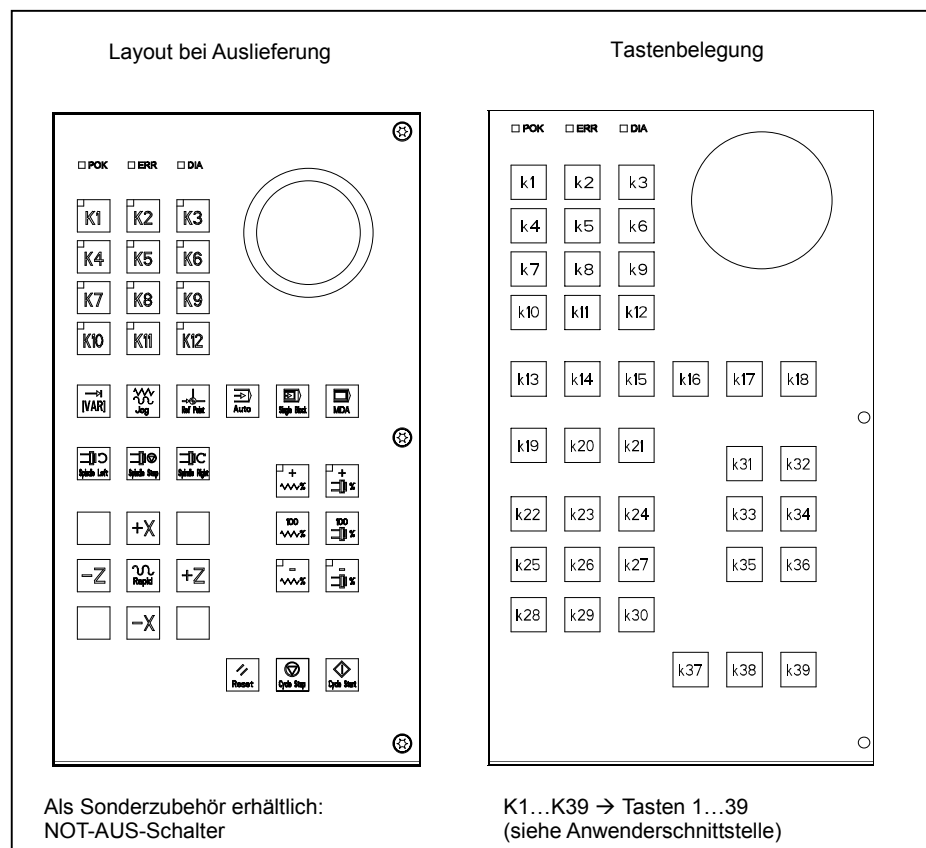 Layout bei Auslieferung
Tastenbelegung
POK ERR DIA
K1 K2 K3
K4 K5 K6
K7 K8 K9
K10 K11 K12
[VAR] Jog Ref Point Auto Single Block MDA
Spindle Left Spindle Stop Spindle Right
+ % + %
+X
100 % 100 %
-Z Rapid +Z
- % - %
-X
Reset Cycle Stop Cycle Start
POK ERR DIA
k1 k2 k3
k4 k5 k6
k7 k8 k9
k10 k11 k12
k13 k14 k15 k16 k17 k18
k19 k20 k21
k31 k32
k22 k23 k24 k33 k34
k25 k26 k27 k35 k36
k28 k29 k30
k37 k38 k39
Als Sonderzubehör erhältlich:
NOT-AUS-Schalter
K1…K39 → Tasten 1…39
(siehe Anwenderschnittstelle)